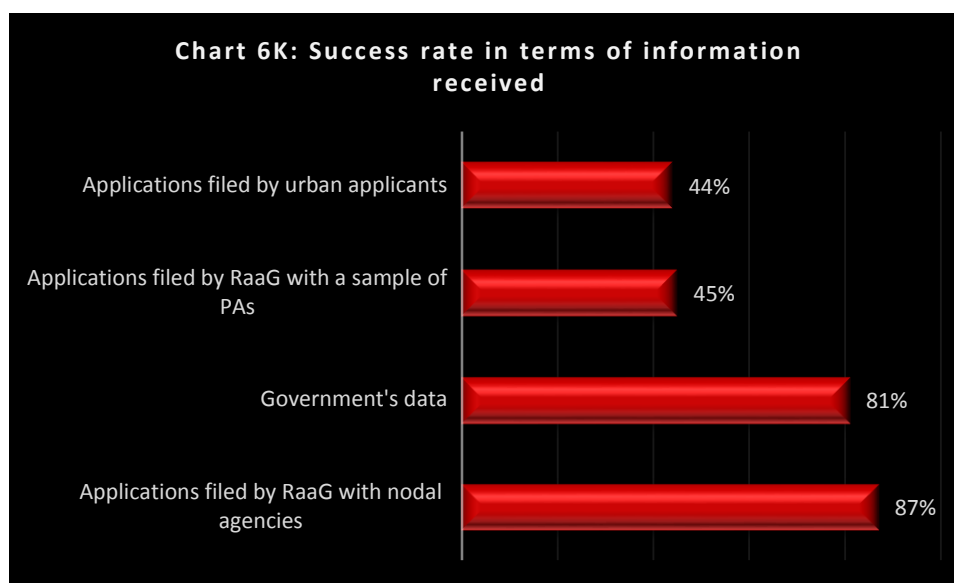 Chart 6K: Success rate in terms of information
received
Applications filed by urban applicants
44%
Applications filed by RaaG with a sample of
PAs
45%
Government's data
81%
Applications filed by RaaG with nodal
agencies
87%